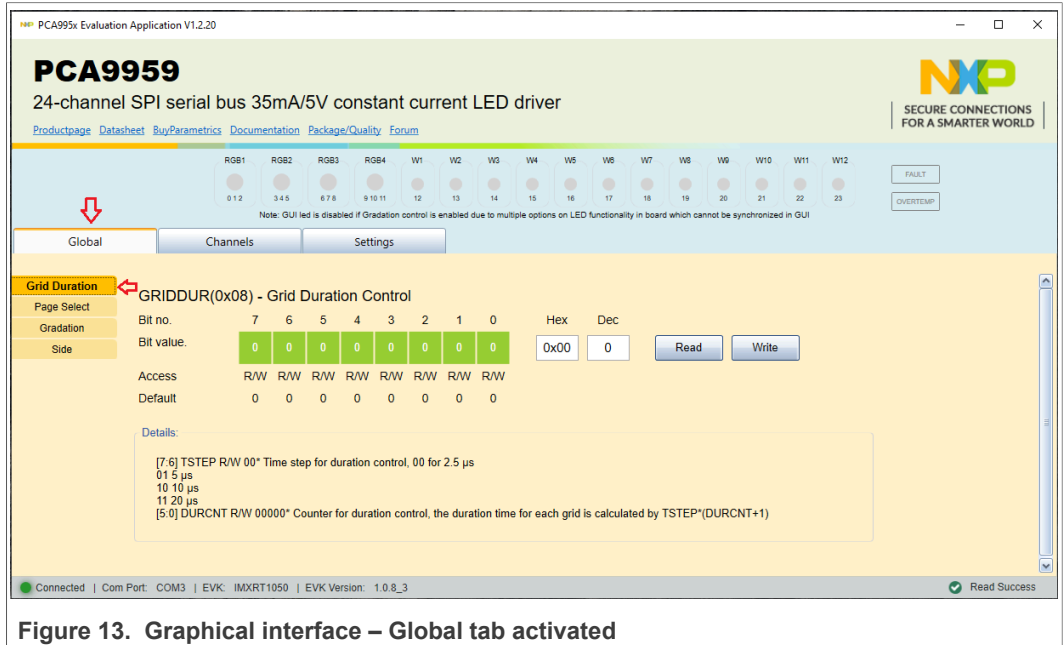 PCA995x Evaluation Application V1.2.20
PCA9959
24-channel SPI serial bus 35mA/5V constant current LED driver
Productpage Datasheet BuyParametrics Documentation Package/Quality Forum
NXP
SECURE CONNECTIONS
FOR A SMARTER WORLD
RGB1 RGB2 RGB3 RGB4 W1 W2 W3 W4 W5 W6 W7 W8 W9 W10 W11 W12
0 1 2 3 4 5 6 7 8 9 10 11 12 13 14 15 16 17 18 19 20 21 22 23
Note: GUI led is disabled if Gradation control is enabled due to multiple options on LED functionality in board which cannot be synchronized in GUI
FAULT
OVERTEMP
Global Channels Settings
Grid Duration
Page Select
Gradation
Side
GRIDDUR(0x08) - Grid Duration Control
Bit no. 7 6 5 4 3 2 1 0 Hex Dec
Bit value. 0 0 0 0 0 0 0 0 0x00 0 Read Write
Access R/W R/W R/W R/W R/W R/W R/W R/W
Default 0 0 0 0 0 0 0 0
Details:
[7:6] TSTEP R/W 00* Time step for duration control, 00 for 2.5 µs
01 5 µs
10 10 µs
11 20 µs
[5:0] DURCNT R/W 00000* Counter for duration control, the duration time for each grid is calculated by TSTEP*(DURCNT+1)
Connected | Com Port: COM3 | EVK: IMXRT1050 | EVK Version: 1.0.8_3 Read Success
Figure 13. Graphical interface – Global tab activated